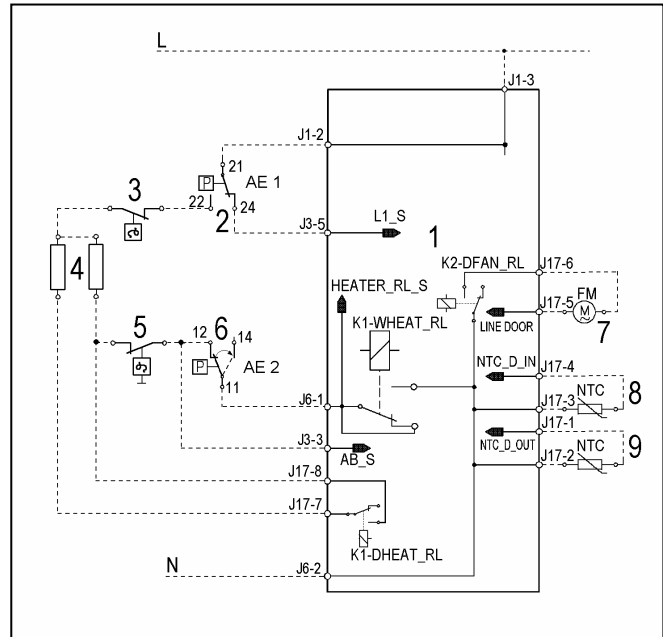 L
J1-3
J1-2
21
P
AE 1
3
22
2
24
J3-5
L1_S
1
4
K2-DFAN_RL
J17-6
HEATER_RL_S
FM
J17-5
M
LINE DOOR
7
K1-WHEAT_RL
5
12
6
14
NTC_D_IN
J17-4
P
AE 2
11
NTC
8
J17-3
J6-1
J17-1
J3-3
NTC_D_OUT
NTC
9
AB_S
J17-2
J17-8
J17-7
K1-DHEAT_RL
N
J6-2